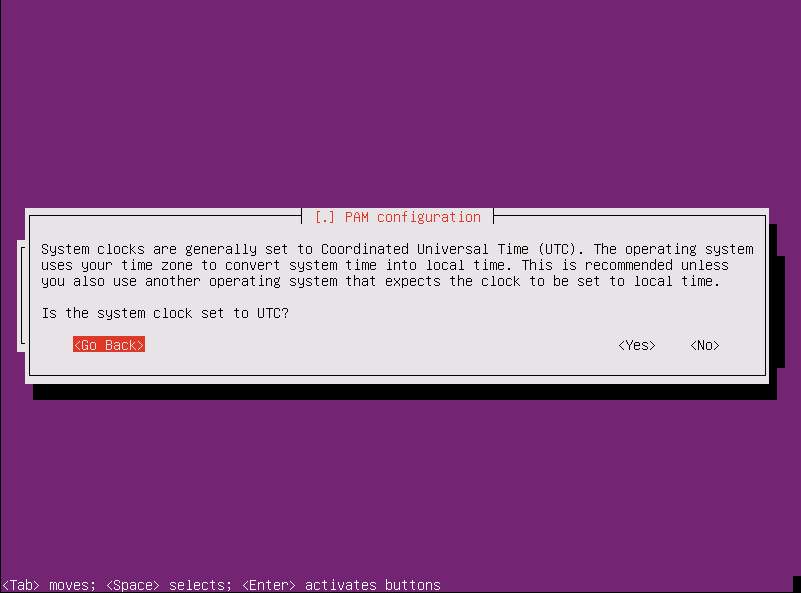 [.] PAM configuration
System clocks are generally set to Coordinated Universal Time (UTC). The operating system
uses your time zone to convert system time into local time. This is recommended unless
you also use another operating system that expects the clock to be set to local time.
Is the system clock set to UTC?
<Go Back> <Yes> <No>
<Tab> moves; <Space> selects; <Enter> activates buttons